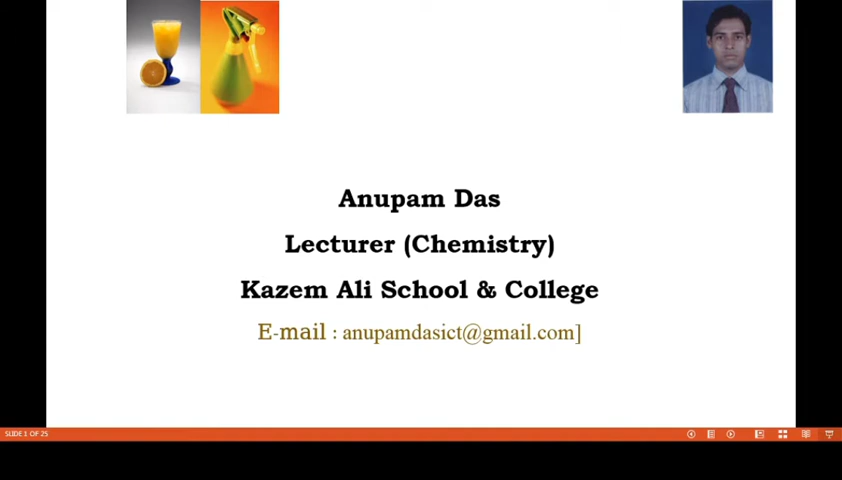 Anupam Das
Lecturer (Chemistry)
Kazem Ali School & College
E-mail : anupamdasict@gmail.com]
SLIDE 1 OF 25